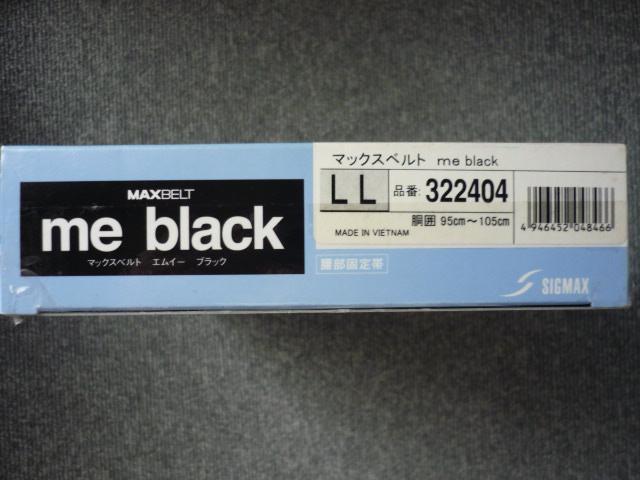 MAXBELT
me black
マックスベルト エムイー ブラック
マックスベルト me black
LL 品番: 322404
胴囲 95cm～105cm
MADE IN VIETNAM
4 946452 048466
腰部固定帯
SIGMAX